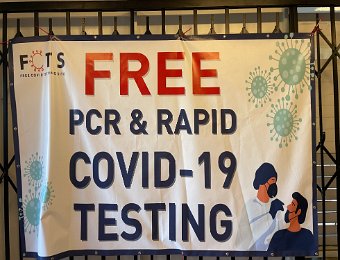 FCTS
FREE
PCR & RAPID
COVID-19
TESTING